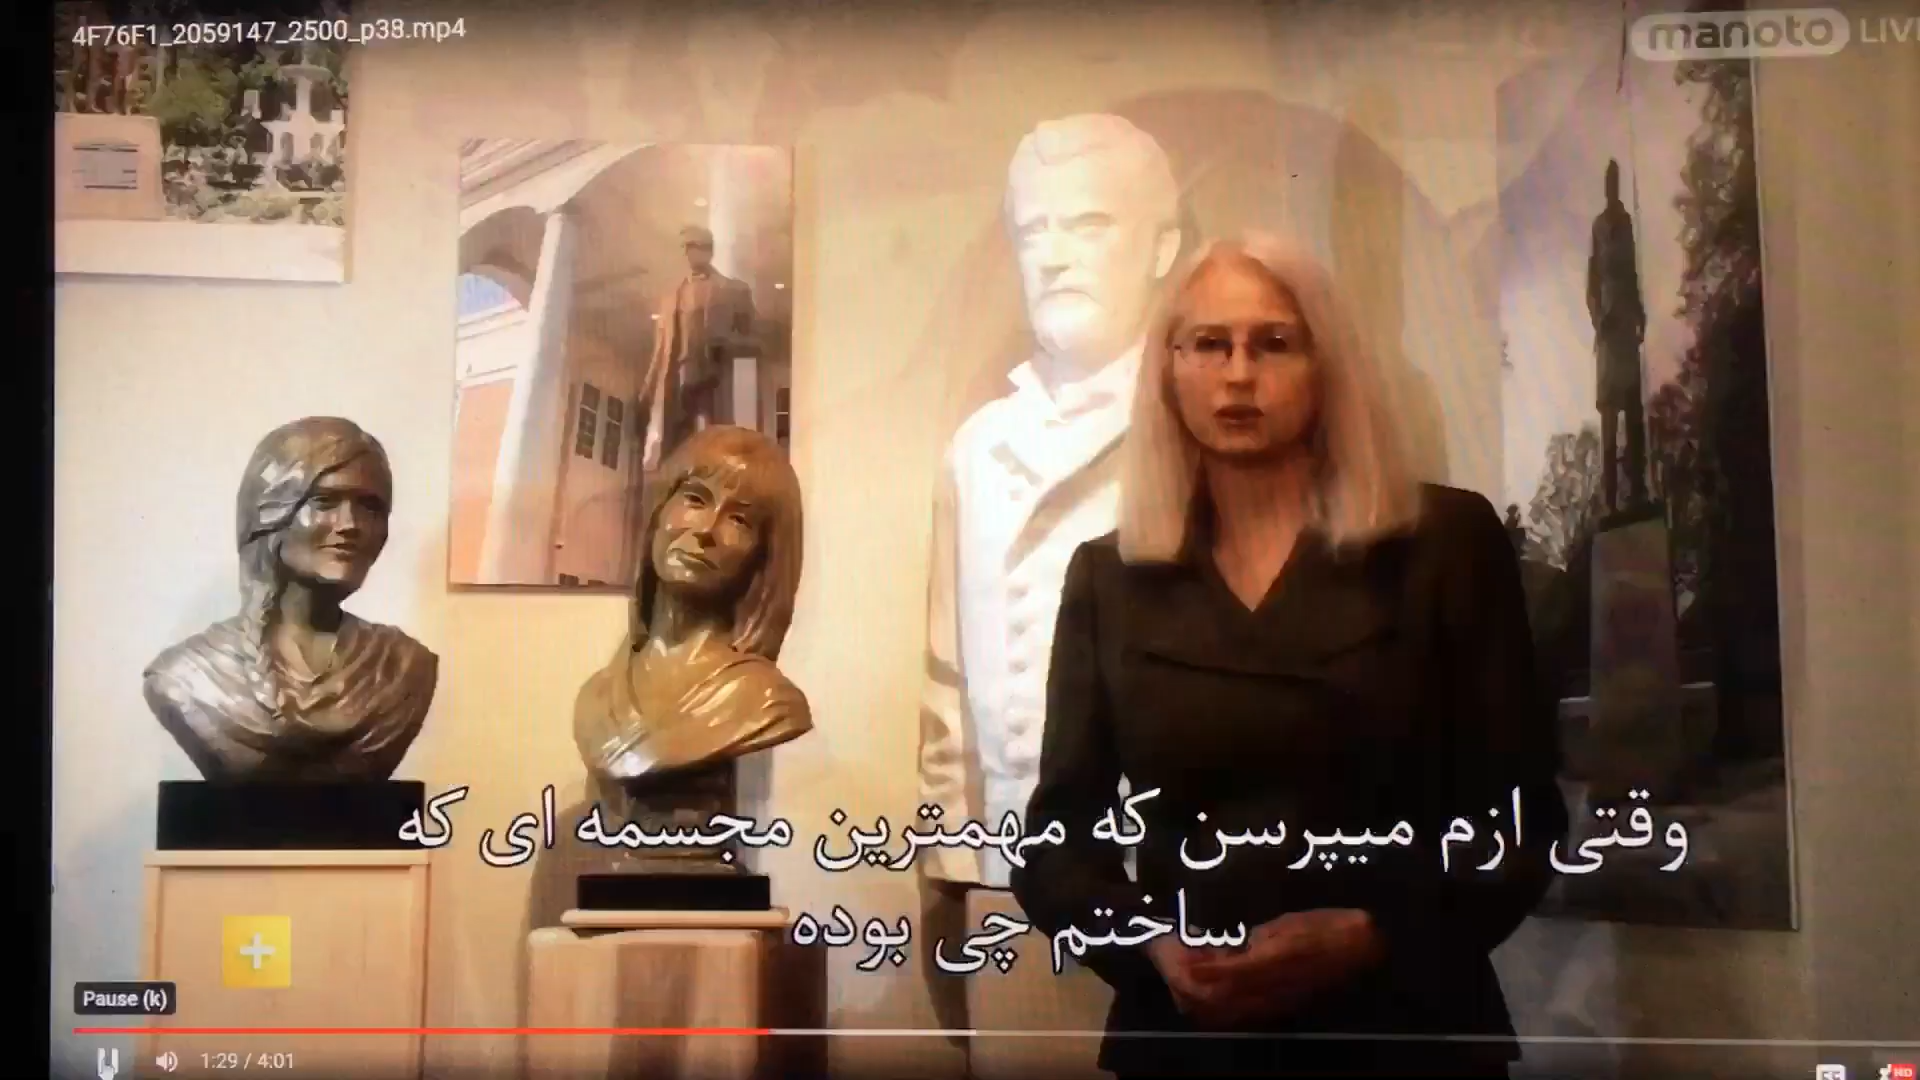 4F76F1_2059147_2500_p38.mp4
manoto LIVE
وقتی ازم میپرسن که مهمترین مجسمه ای که
ساختم چی بوده
Pause (k)
1:29 / 4:01
HD